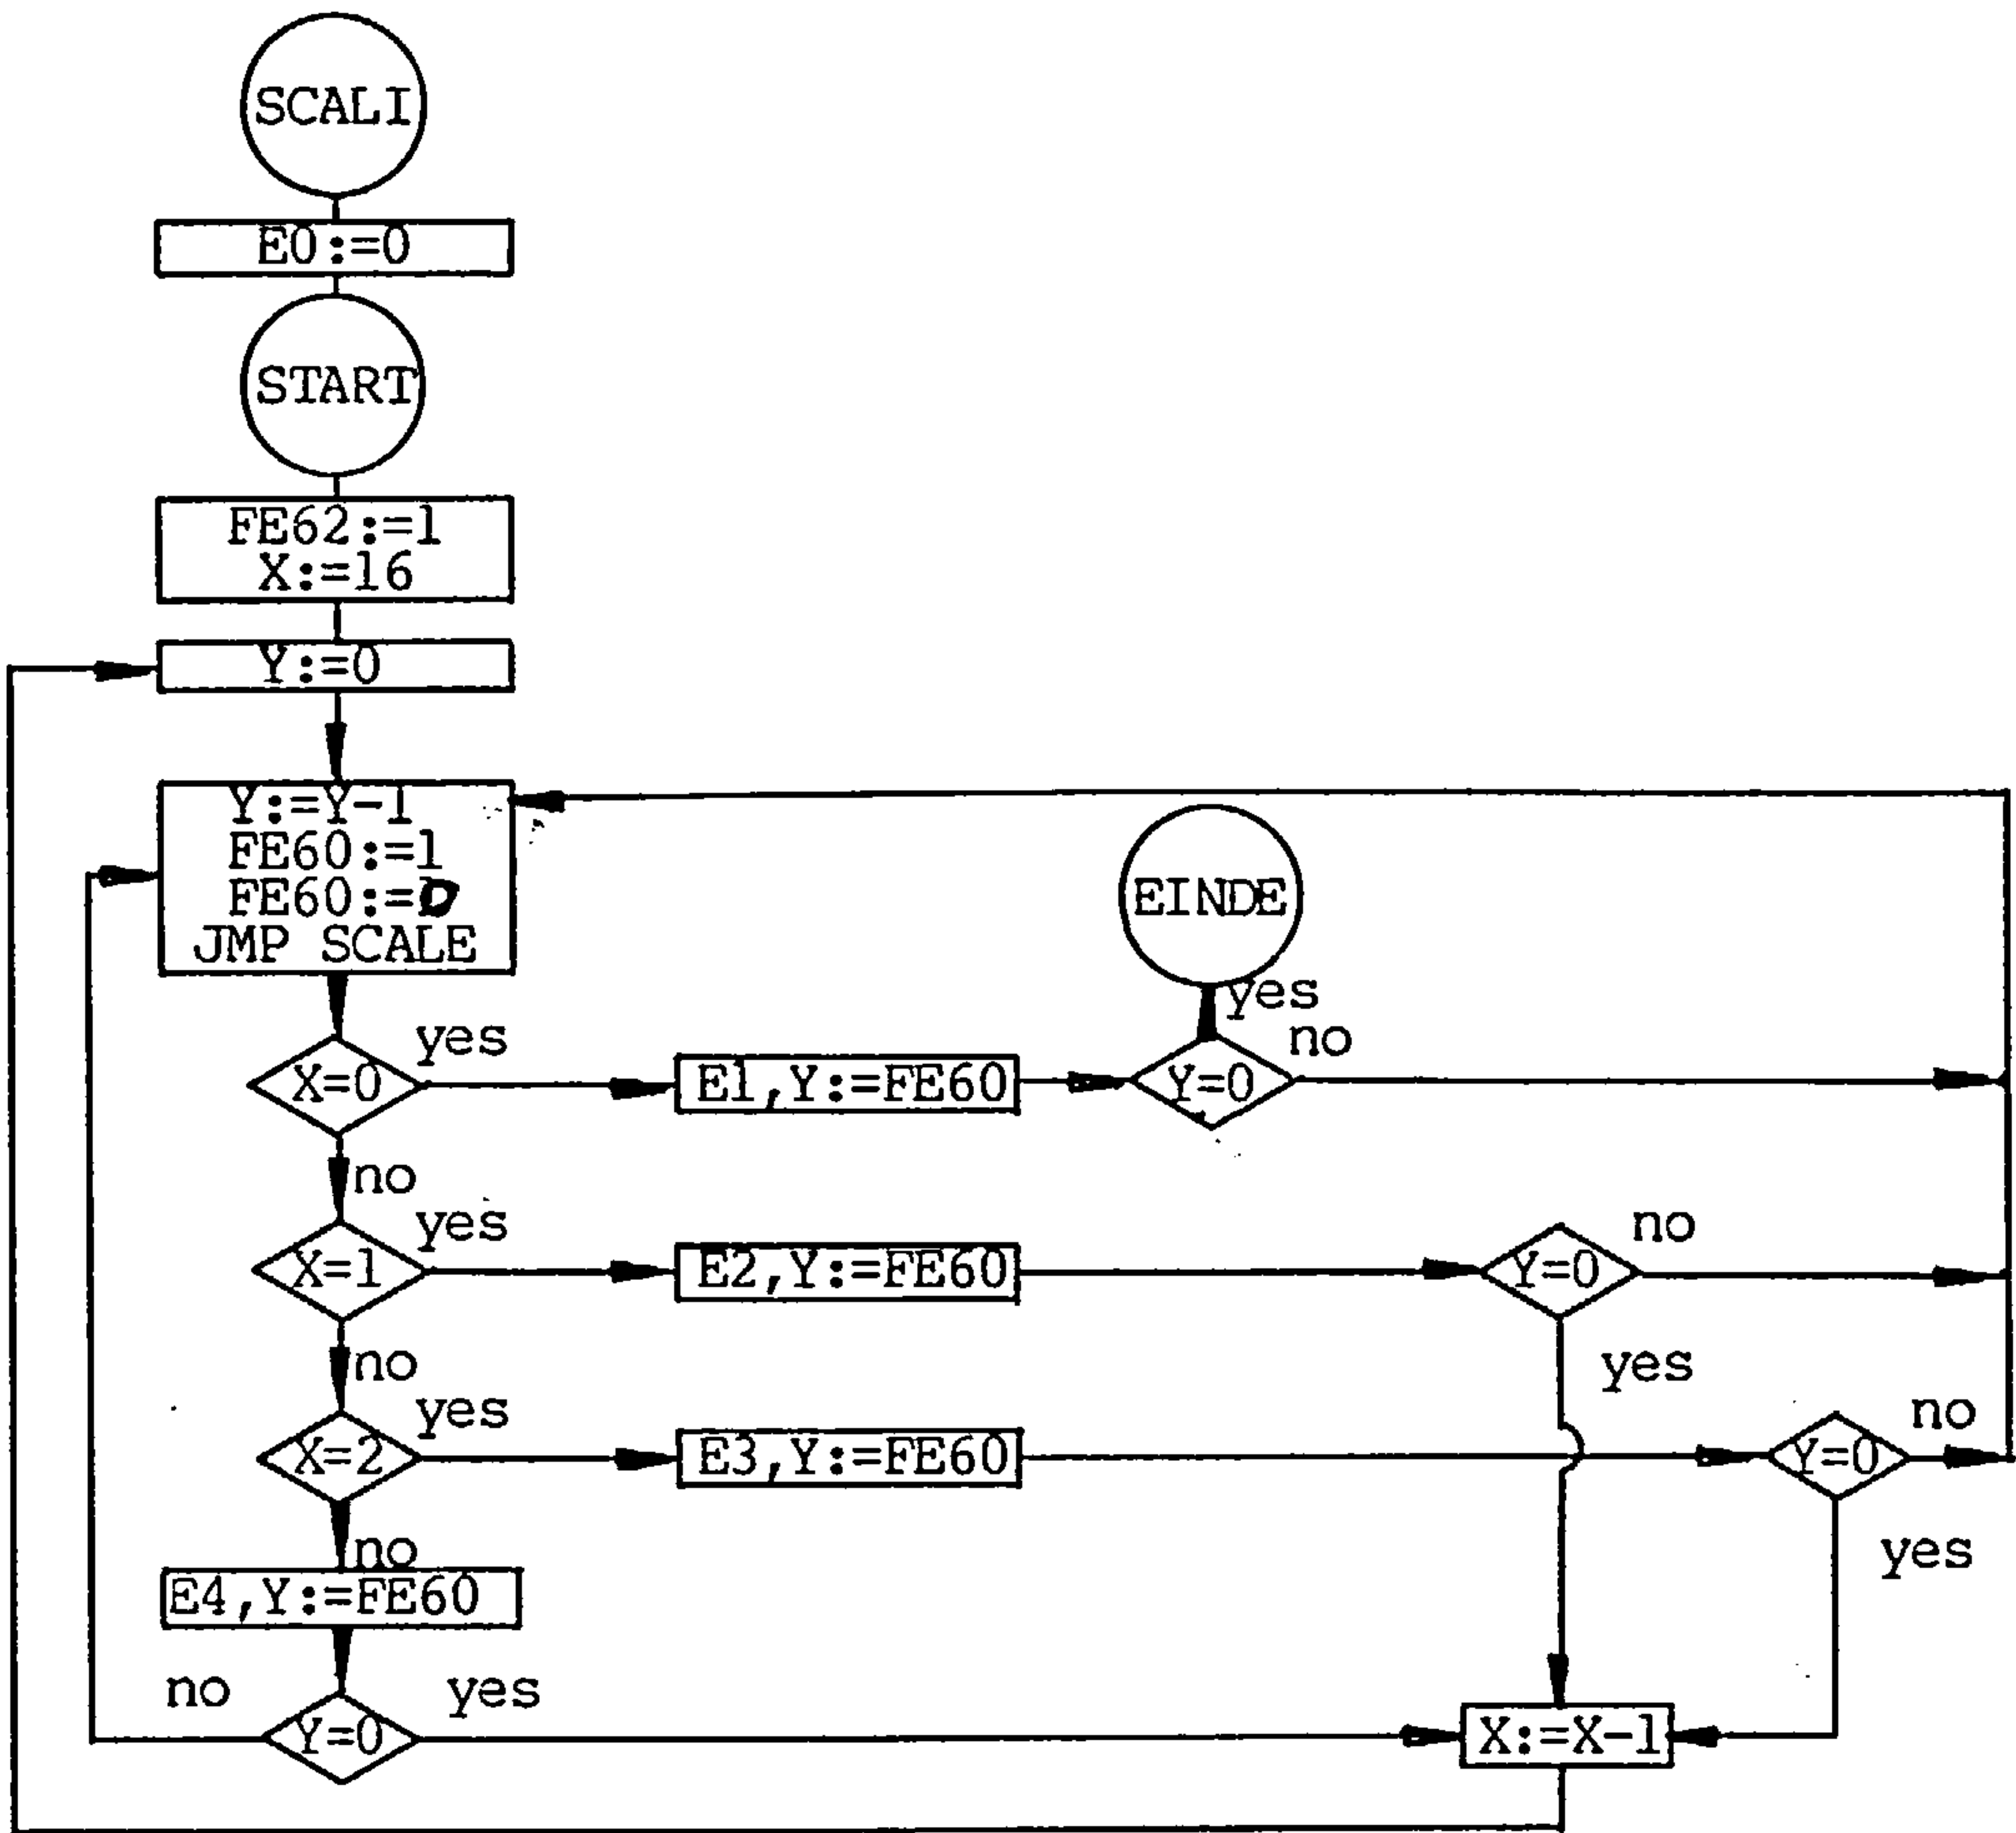 SCALI
E0:=0
START
FE62:=1
X:=16
Y:=0
Y:=Y-1
FE60:=1
FE60:=0
JMP SCALE
EINDE
yes
no
yes
X=0
E1,Y:=FE60
Y=0
no
yes
X=1
E2,Y:=FE60
Y=0
no
yes
no
yes
X=2
E3,Y:=FE60
Y=0
no
yes
no
E4,Y:=FE60
no
yes
Y=0
X:=X-1